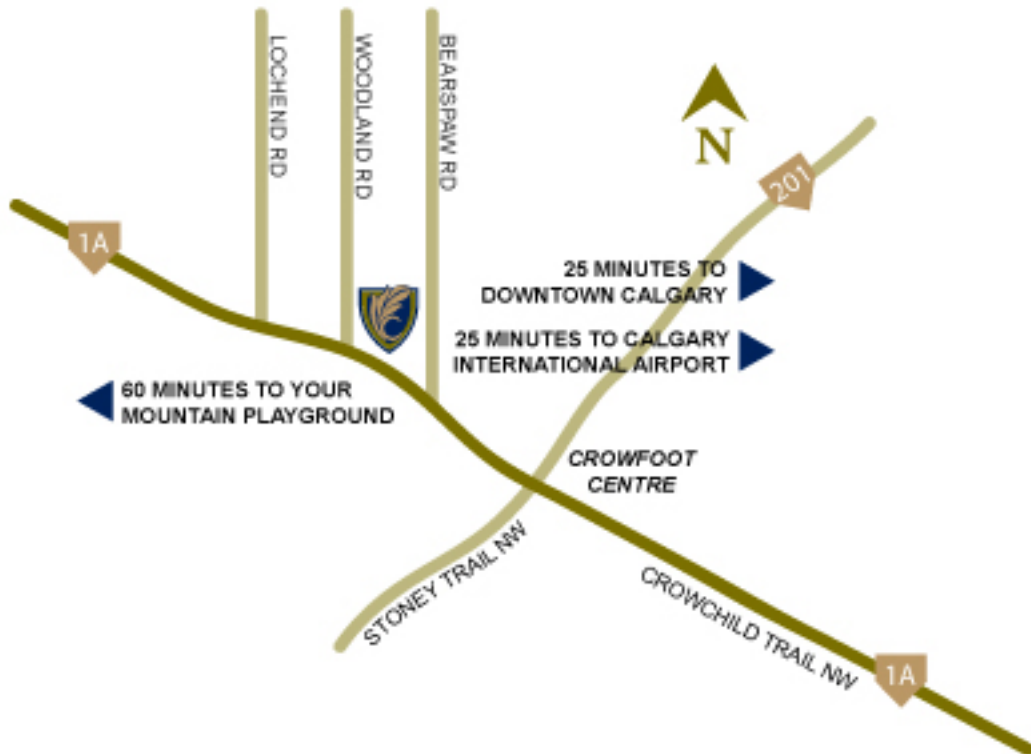 LOCHEND RD
WOODLAND RD
BEARSPAW RD
N
201
1A
25 MINUTES TO
DOWNTOWN CALGARY
25 MINUTES TO CALGARY
INTERNATIONAL AIRPORT
60 MINUTES TO YOUR
MOUNTAIN PLAYGROUND
CROWFOOT
CENTRE
STONEY TRAIL NW
CROWCHILD TRAIL NW
1A